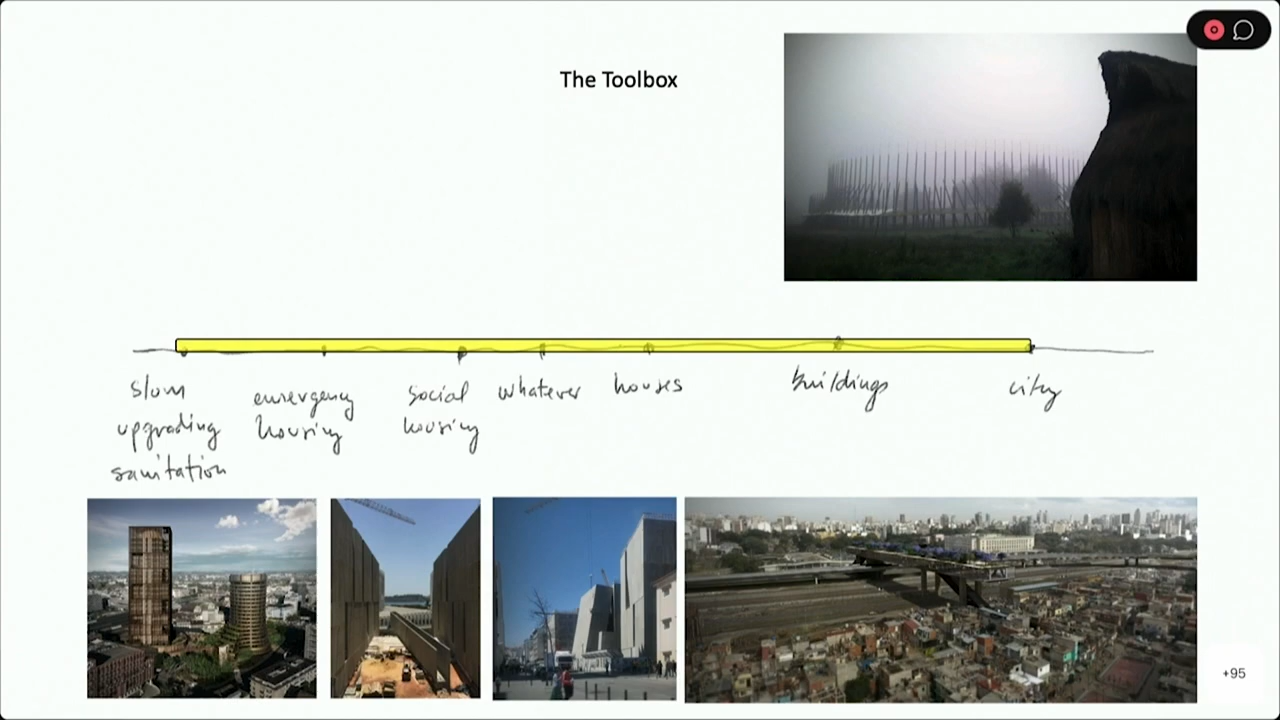 The Toolbox
slum
upgrading
sanitation
emergency
housing
social
housing
whatever
houses
buildings
city
+95